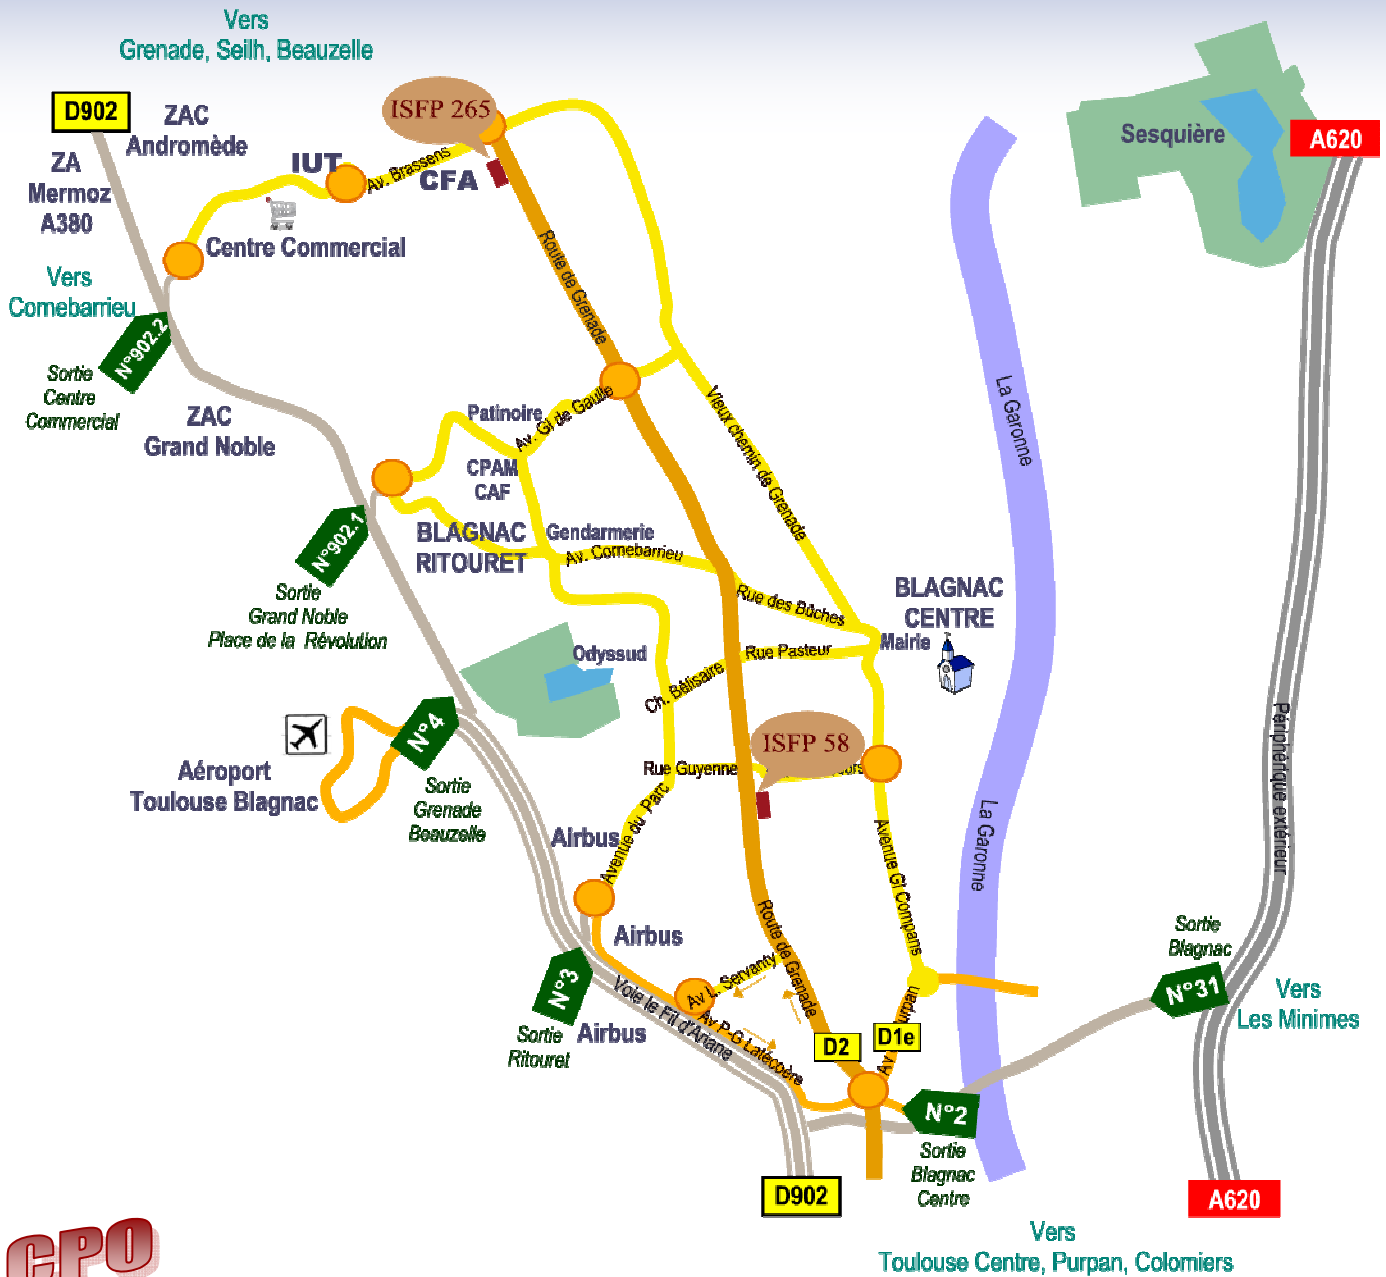 Vers
Grenade, Seilh, Beauzelle
D902
ZAC
Andromède
ISFP 265
Sesquière
A620
ZA
Mermoz
A380
IUT
Av. Brassens
CFA
Centre Commercial
Route de Grenade
Vers
Cornebarrieu
N°902.2
Sortie
Centre
Commercial
ZAC
Grand Noble
Patinoire
Av. Gl de Gaulle
Vieux chemin de Grenade
La Garonne
CPAM
CAF
N°902.1
BLAGNAC
RITOURET
Gendarmerie
Av. Cornebarrieu
Sortie
Grand Noble
Place de la Révolution
Rue des Bûches
BLAGNAC
CENTRE
Mairie
Odyssud
Rue Pasteur
Ch. Bélisaire
N°4
Aéroport
Toulouse Blagnac
Sortie
Grenade
Beauzelle
ISFP 58
Rue Guyenne
Périphérique extérieur
Airbus
Avenue du Parc
Avenue Gl Compans
La Garonne
Airbus
Route de Grenade
Sortie
Blagnac
N°31
N°3
Voie le Fil d'Ariane
Av L. Servanty
Av P-G Latécoère
Vers
Les Minimes
Sortie
Ritouret
Airbus
D2
D1e
Av
N°2
Sortie
Blagnac
Centre
D902
A620
Vers
Toulouse Centre, Purpan, Colomiers
CPO